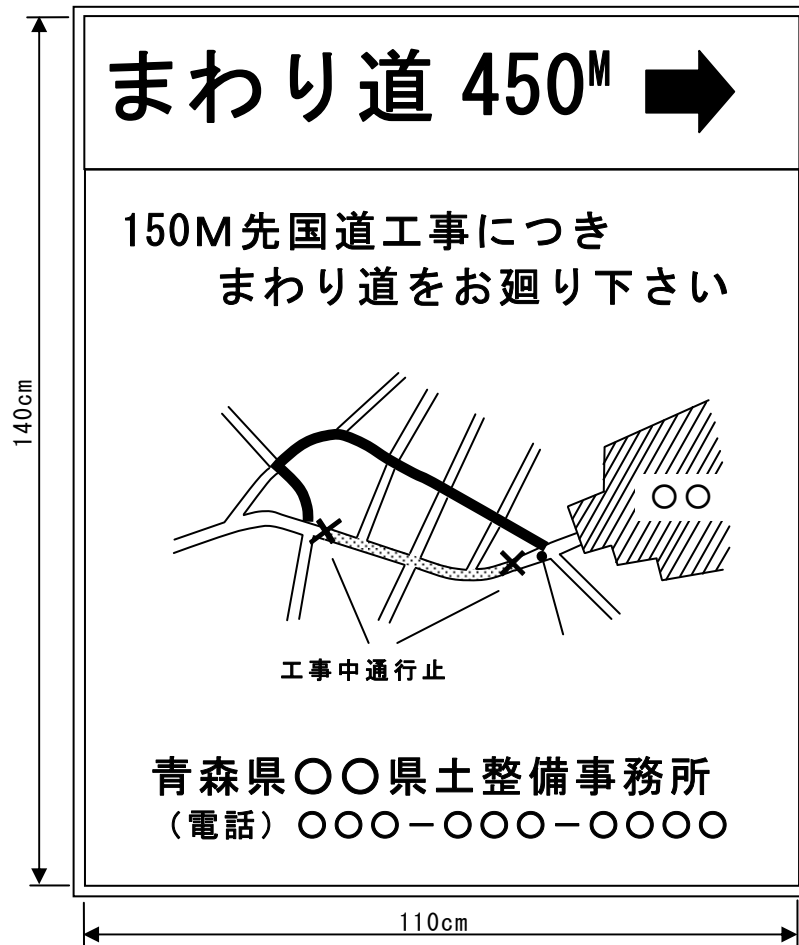 まわり道 450M
150M先国道工事につき
まわり道をお廻り下さい
140cm
○○
工事中通行止
青森県○○県土整備事務所
(電話) ○○○-○○○-○○○○
110cm